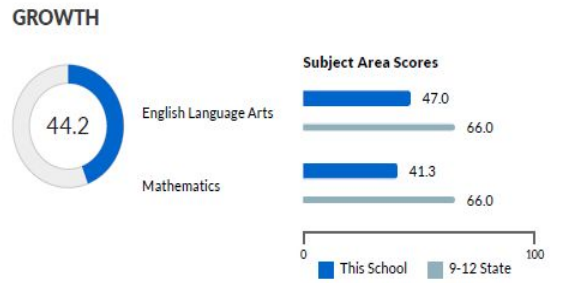 GROWTH
44.2
Subject Area Scores
English Language Arts
47.0
66.0
Mathematics
41.3
66.0
0
100
This School
9-12 State